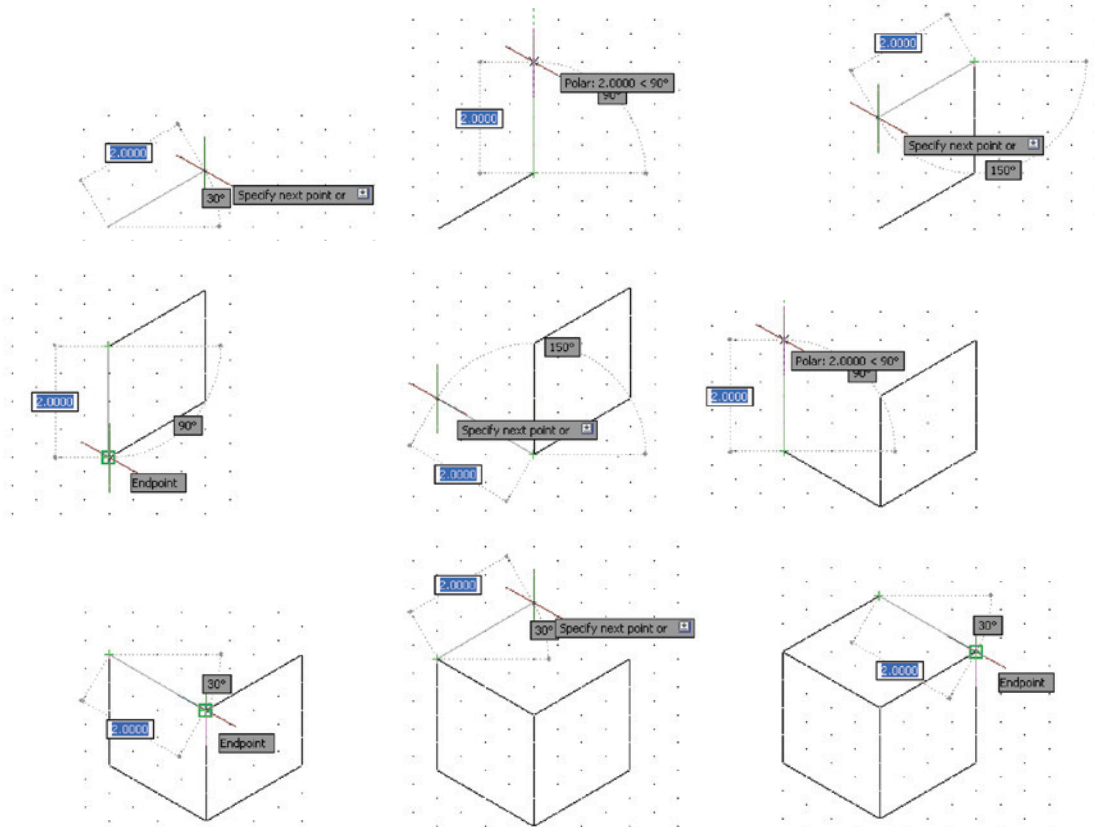 2.0000
30°
Specify next point or
Polar: 2.0000 < 90°
90°
2.0000
2.0000
Specify next point or
150°
2.0000
90°
Endpoint
150°
Specify next point or
2.0000
Polar: 2.0000 < 90°
90°
2.0000
30°
2.0000
Endpoint
2.0000
30°
Specify next point or
30°
2.0000
Endpoint